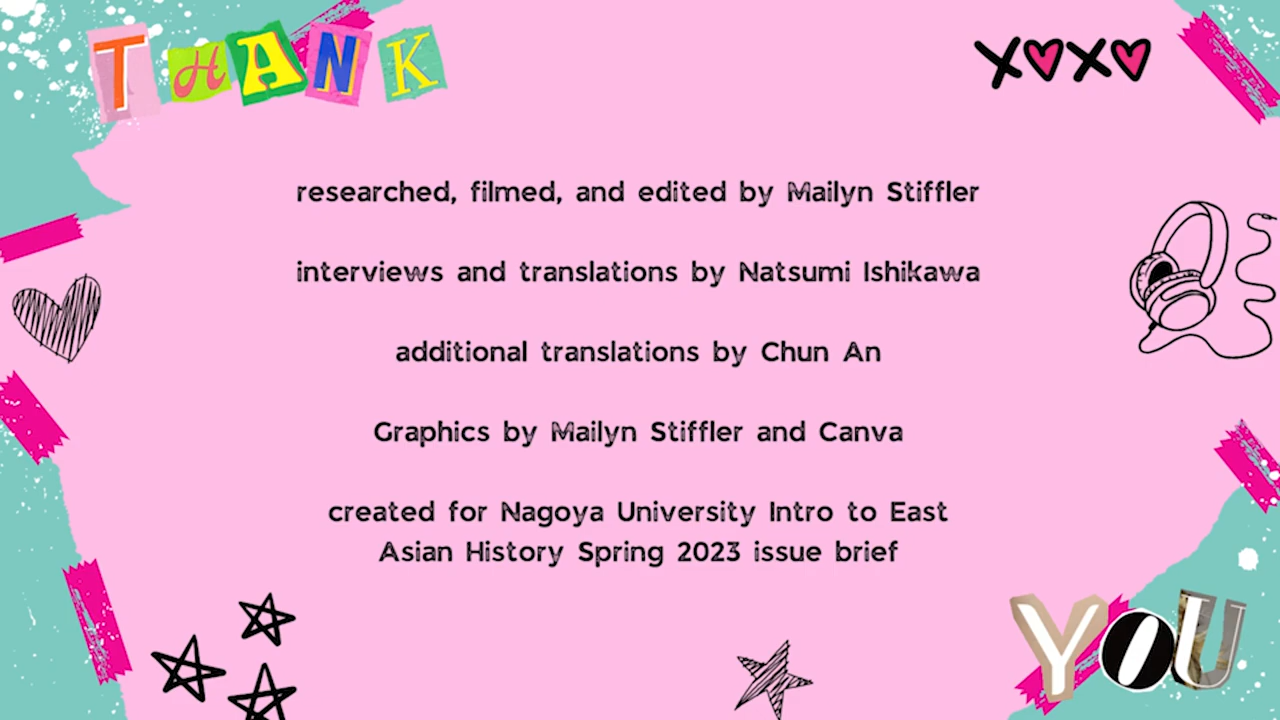 THANK
XOXO
researched, filmed, and edited by Mailyn Stiffler
interviews and translations by Natsumi Ishikawa
additional translations by Chun An
Graphics by Mailyn Stiffler and Canva
created for Nagoya University Intro to East
Asian History Spring 2023 issue brief
YOU